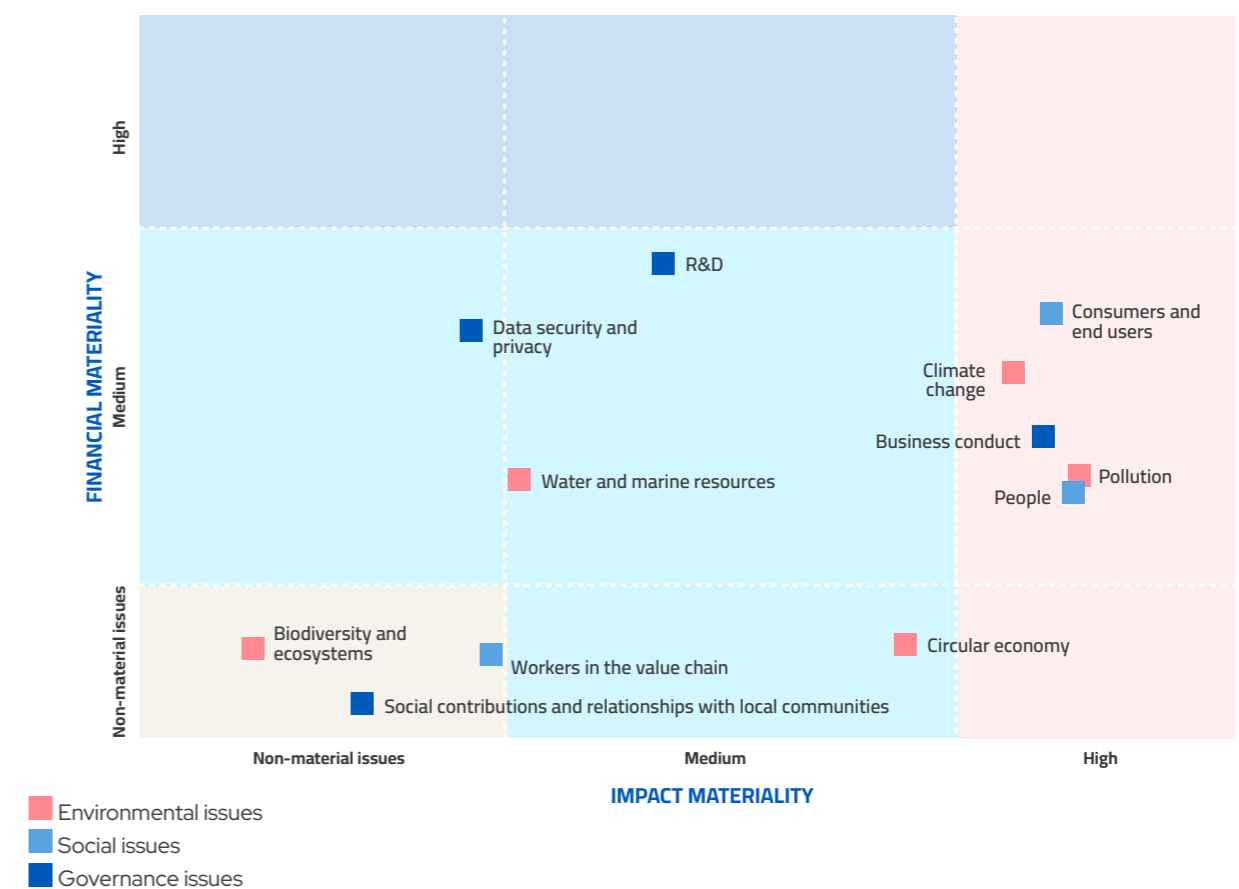 High
FINANCIAL MATERIALITY
Medium
Non-material issues
R&D
Data security and
privacy
Consumers and
end users
Climate
change
Business conduct
Water and marine resources
Pollution
People
Biodiversity and
ecosystems
Workers in the value chain
Circular economy
Social contributions and relationships with local communities
Non-material issues
Medium
High
IMPACT MATERIALITY
Environmental issues
Social issues
Governance issues